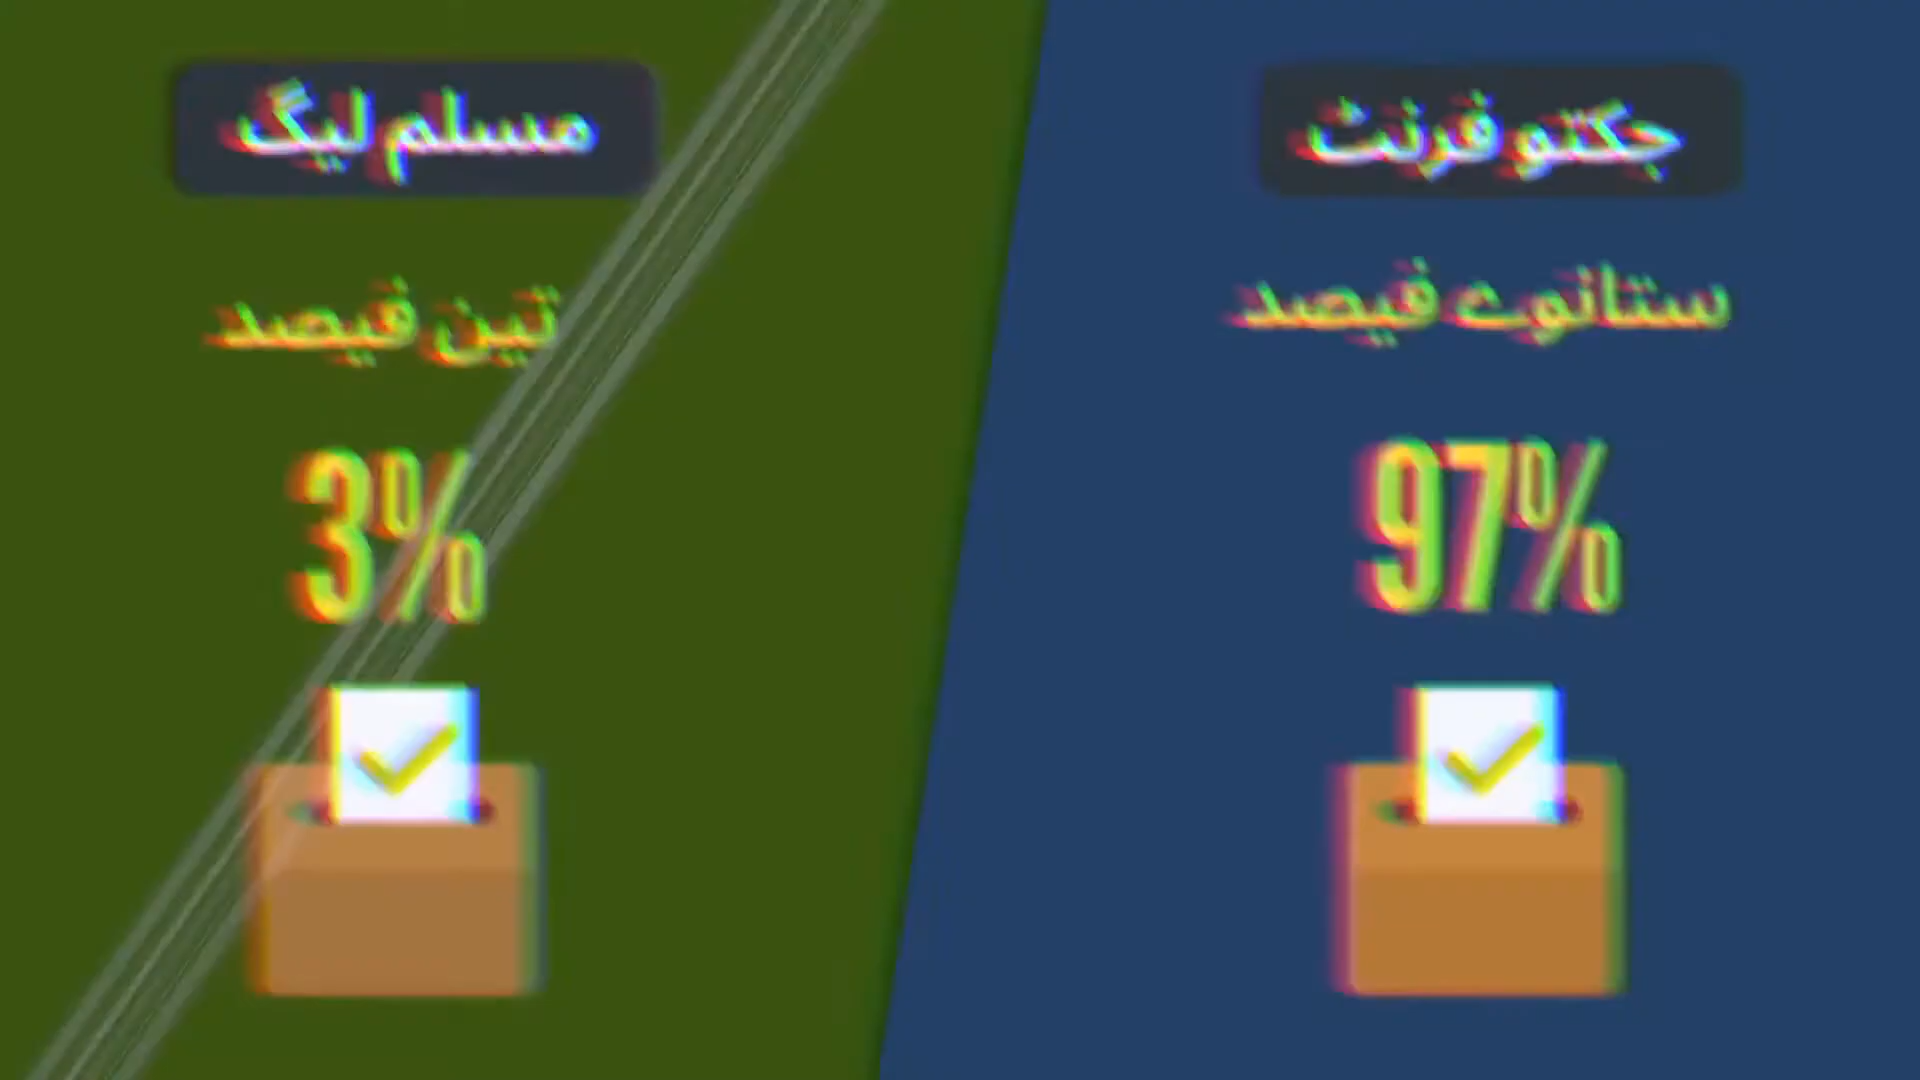 جگتو فرنٹ
ستانوے فیصد
97%
مسلم لیگ
تین فیصد
3%